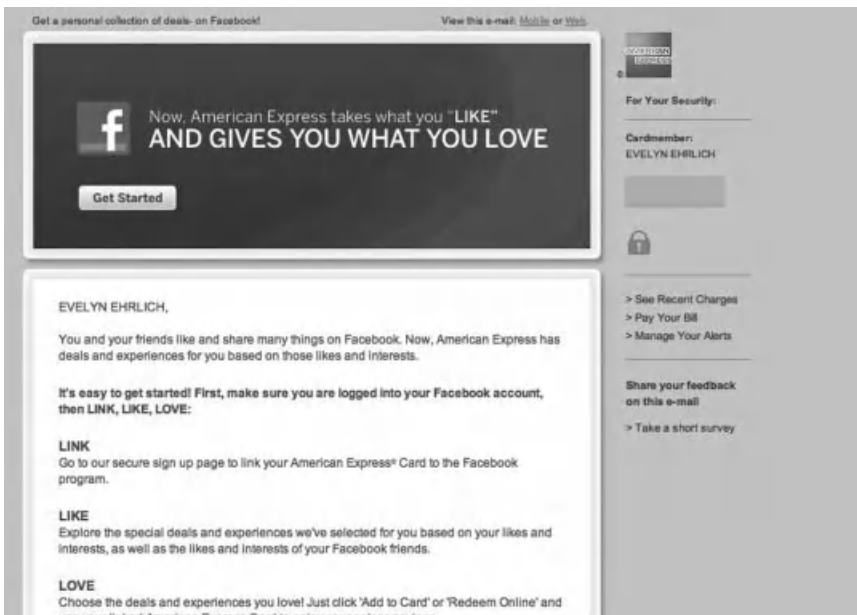 Get a personal collection of deals- on Facebook!
View this e-mail: Mobile or Web.
f
Now, American Express takes what you "LIKE"
AND GIVES YOU WHAT YOU LOVE
Get Started
EVELYN EHRLICH,
You and your friends like and share many things on Facebook. Now, American Express has
deals and experiences for you based on those likes and interests.
It's easy to get started! First, make sure you are logged into your Facebook account,
then LINK, LIKE, LOVE:
LINK
Go to our secure sign up page to link your American Express® Card to the Facebook
program.
LIKE
Explore the special deals and experiences we've selected for you based on your likes and
interests, as well as the likes and interests of your Facebook friends.
LOVE
Choose the deals and experiences you love! Just click 'Add to Card' or 'Redeem Online' and
AMERICAN
EXPRESS
For Your Security:
Cardmember:
EVELYN EHRLICH
> See Recent Charges
> Pay Your Bill
> Manage Your Alerts
Share your feedback
on this e-mail
> Take a short survey